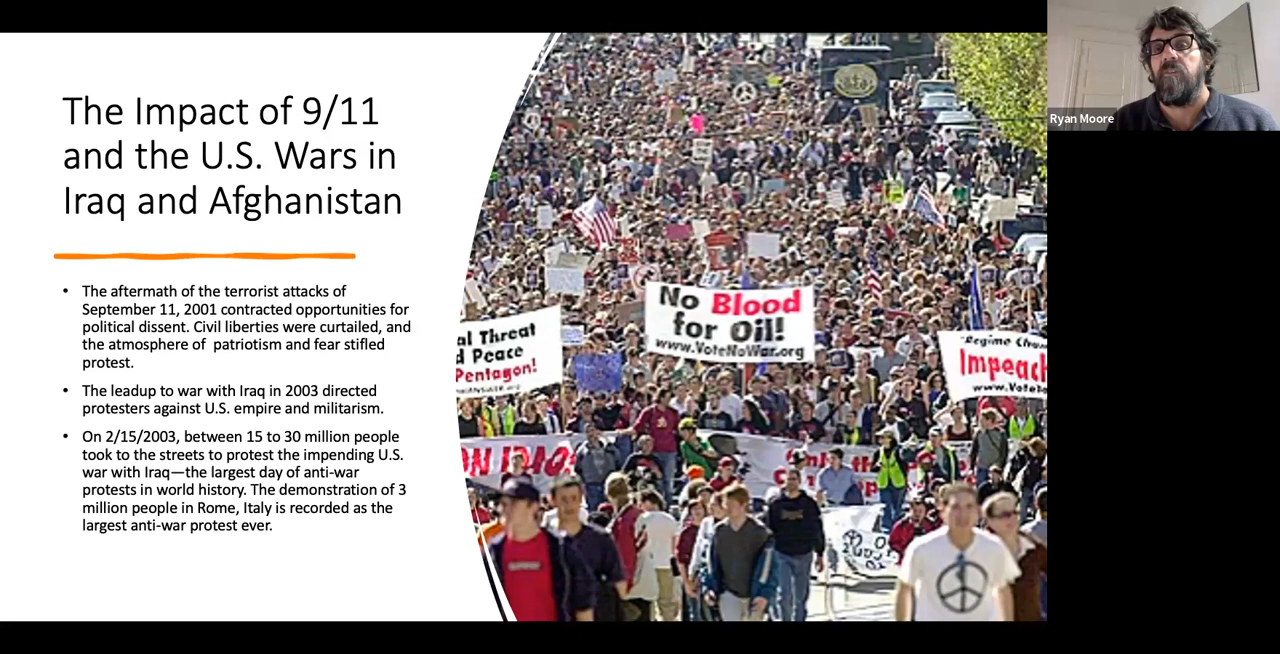 The Impact of 9/11
and the U.S. Wars in
Iraq and Afghanistan
• The aftermath of the terrorist attacks of
September 11, 2001 contracted opportunities for
political dissent. Civil liberties were curtailed, and
the atmosphere of patriotism and fear stifled
protest.
• The leadup to war with Iraq in 2003 directed
protesters against U.S. empire and militarism.
• On 2/15/2003, between 15 to 30 million people
took to the streets to protest the impending U.S.
war with Iraq—the largest day of anti-war
protests in world history. The demonstration of 3
million people in Rome, Italy is recorded as the
largest anti-war protest ever.
al Threat
d Peace
Pentagon!
No Blood
for Oil!
www.VoteNoWar.org
"Regime Chan
Impeach
www.VoteN
ON IRAQ
Ryan Moore